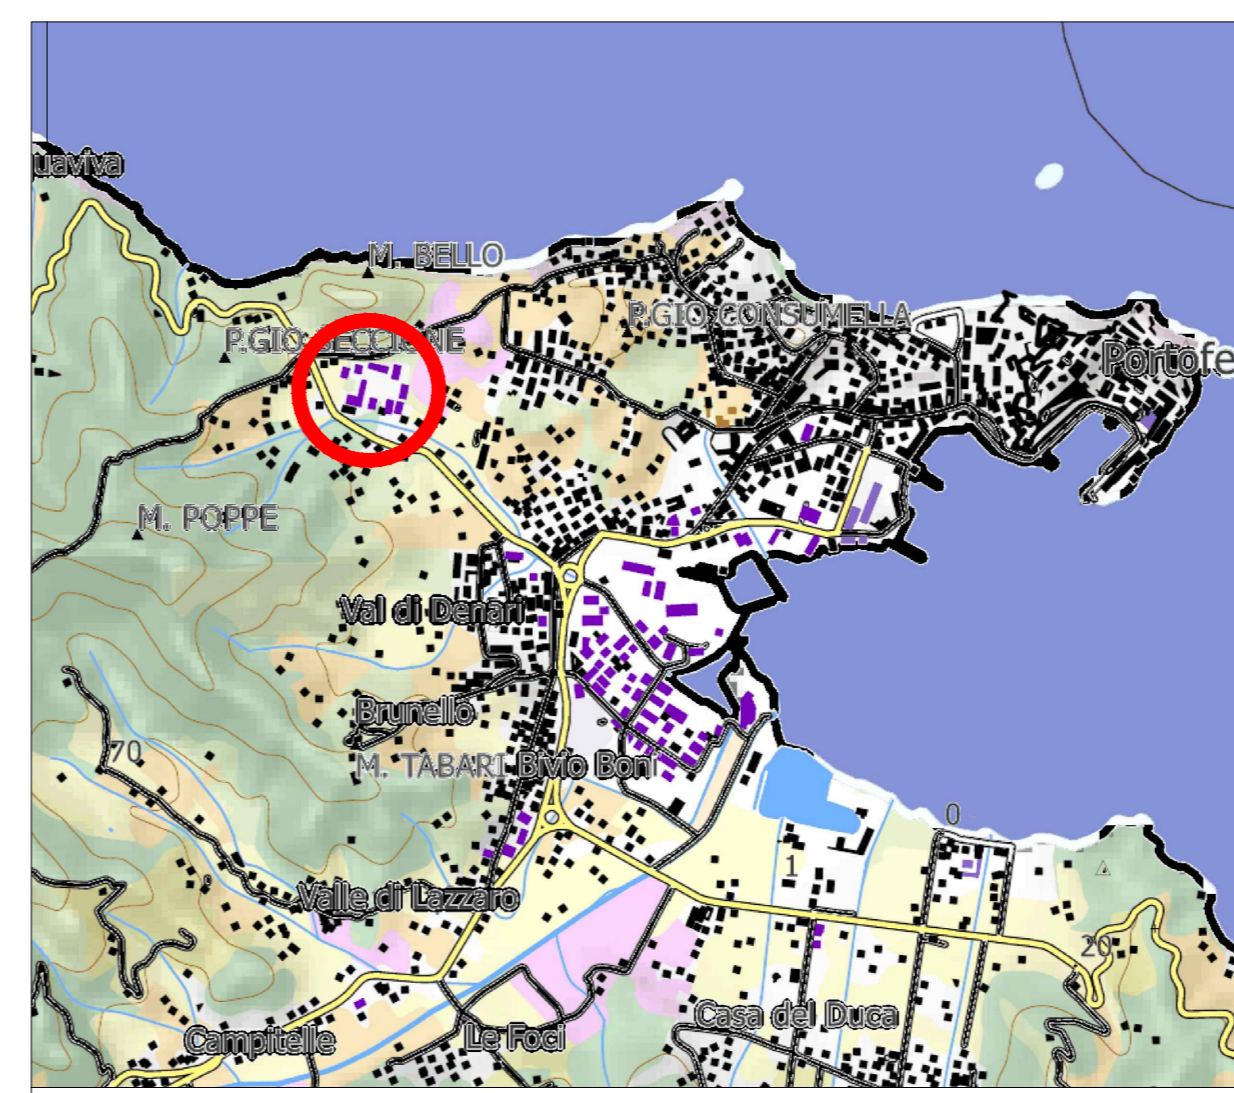 uaviva
M. BELLO
P.GIO CONSUMELLA
P.GIO BECCIONE
Portofe
M. POPPE
Val di Denari
Brunello
70
M. TABARI
Bivio Boni
0
1
Valle di Lazzaro
20
Casa del Duca
Campitelle
Le Foci